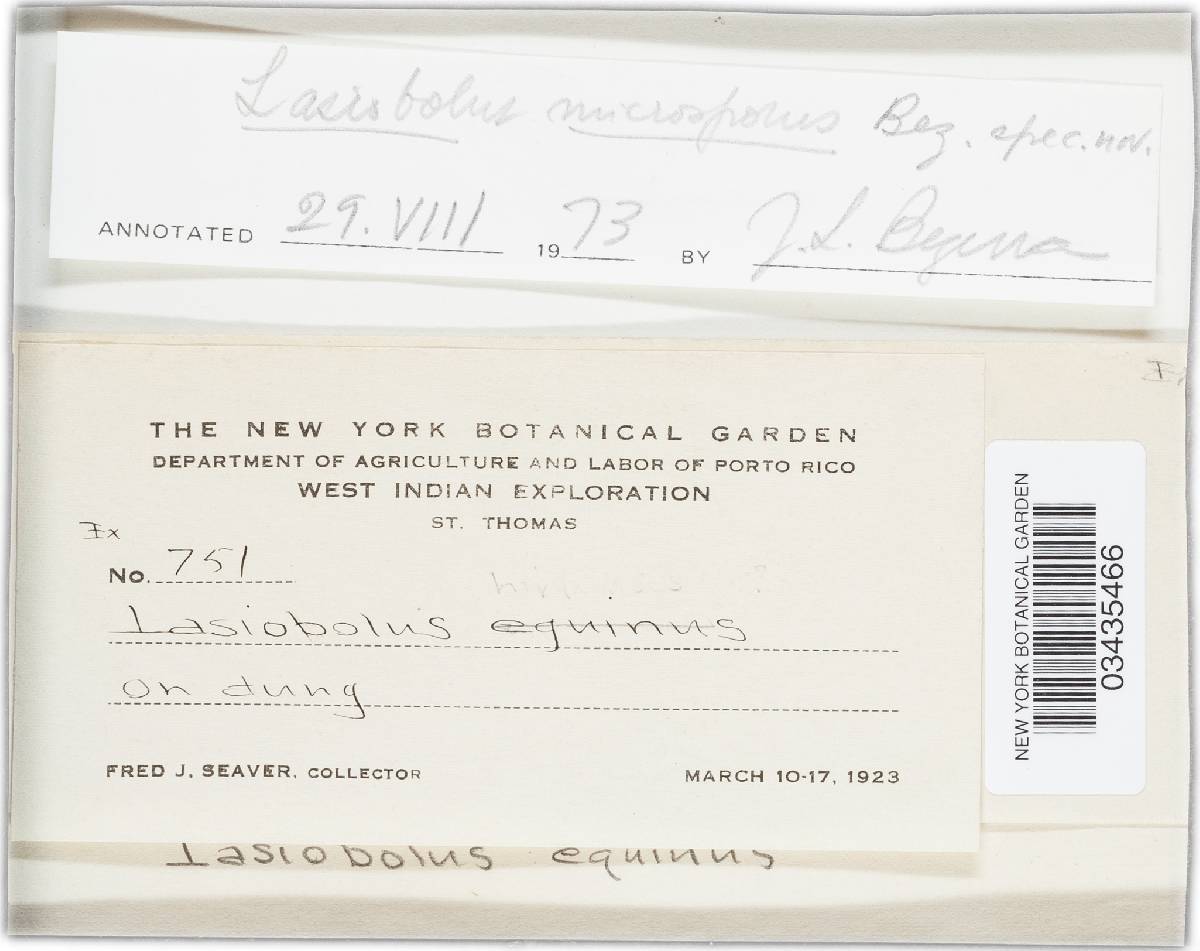 Lasiobolus microsporus Bez. spec. nov.
ANNOTATED 29.VIII 1973 BY J. L. Bezerra
Ex
THE NEW YORK BOTANICAL GARDEN
DEPARTMENT OF AGRICULTURE AND LABOR OF PORTO RICO
WEST INDIAN EXPLORATION
ST. THOMAS
Ex
No. 751
Lasiobolus equinus
on dung
FRED J. SEAVER, COLLECTOR MARCH 10-17, 1923
Lasiobolus equinus
NEW YORK BOTANICAL GARDEN
03435466